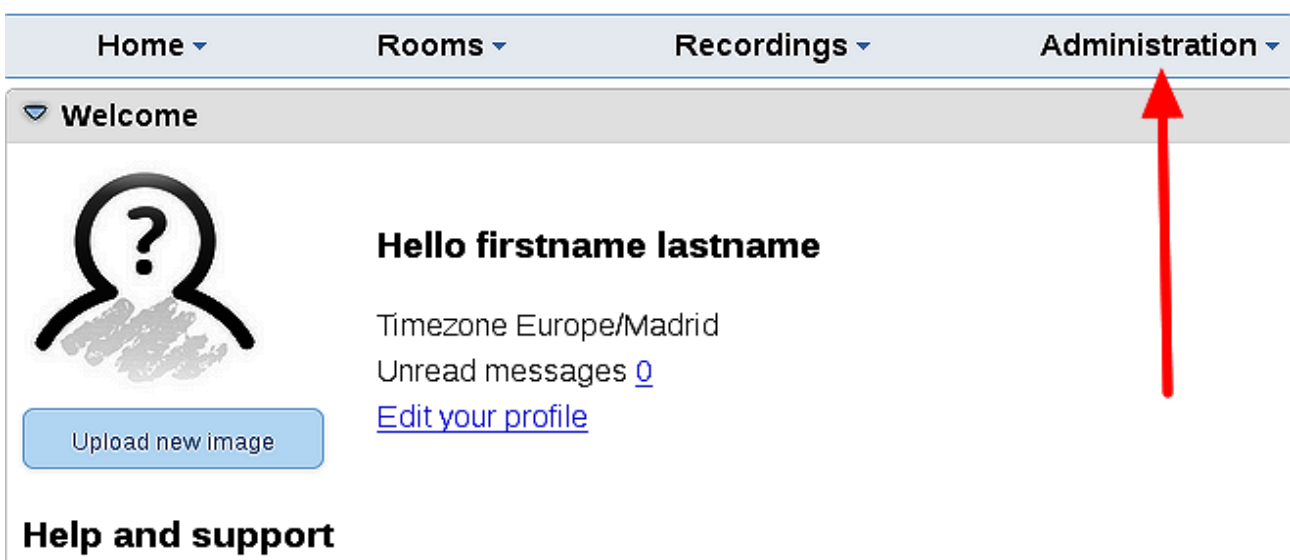 Home Rooms Recordings Administration
Welcome
?
Hello firstname lastname
Timezone Europe/Madrid
Unread messages 0
Edit your profile
Upload new image
Help and support